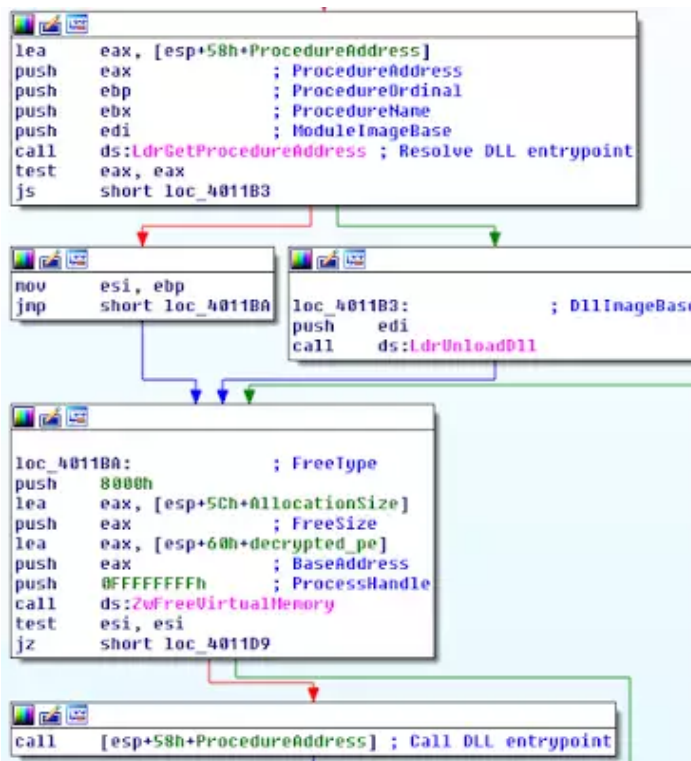 lea eax, [esp+58h+ProcedureAddress]
push eax ; ProcedureAddress
push ebp ; ProcedureOrdinal
push ebx ; ProcedureName
push edi ; ModuleImageBase
call ds:LdrGetProcedureAddress ; Resolve DLL entrypoint
test eax, eax
js short loc_4011B3
mov esi, ebp
jmp short loc_4011BA
loc_4011B3: ; DllImageBase
push edi
call ds:LdrUnloadDll
loc_4011BA: ; FreeType
push 8000h
lea eax, [esp+5Ch+AllocationSize]
push eax ; FreeSize
lea eax, [esp+60h+decrypted_pe]
push eax ; BaseAddress
push 0FFFFFFFFh ; ProcessHandle
call ds:ZwFreeVirtualMemory
test esi, esi
jz short loc_4011D9
call [esp+58h+ProcedureAddress] ; Call DLL entrypoint